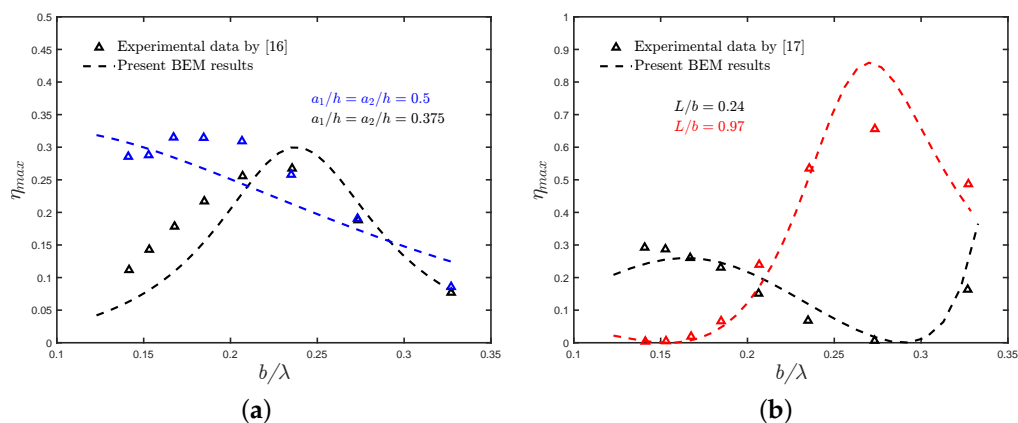 0.5
0.45
0.4
0.35
0.3
0.25
0.2
0.15
0.1
0.05
0
η_max
Experimental data by [16]
Present BEM results
a₁/h = a₂/h = 0.5
a₁/h = a₂/h = 0.375
0.1 0.15 0.2 0.25 0.3 0.35
b/λ
(a)
1
0.9
0.8
0.7
0.6
0.5
0.4
0.3
0.2
0.1
0
η_max
Experimental data by [17]
Present BEM results
L/b = 0.24
L/b = 0.97
0.1 0.15 0.2 0.25 0.3 0.35
b/λ
(b)